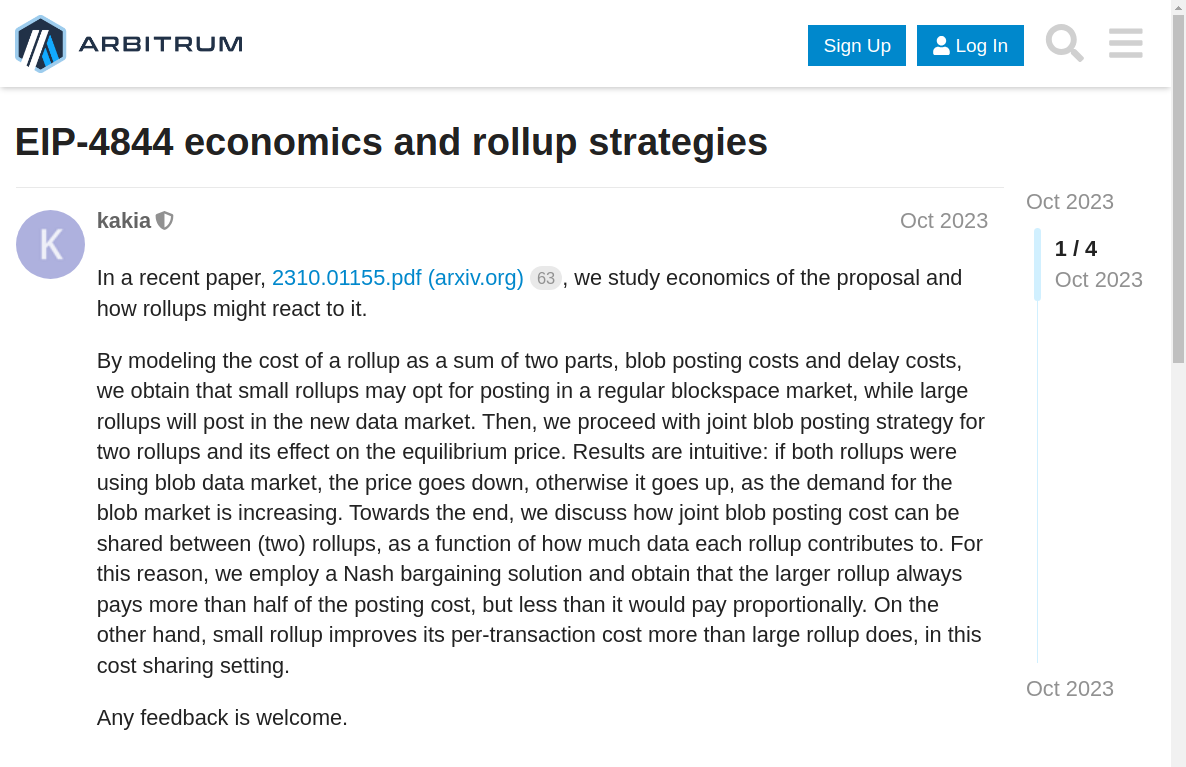 ARBITRUM
Sign Up
Log In
EIP-4844 economics and rollup strategies
K
kakia
Oct 2023
In a recent paper, 2310.01155.pdf (arxiv.org) 63, we study economics of the proposal and
how rollups might react to it.
By modeling the cost of a rollup as a sum of two parts, blob posting costs and delay costs,
we obtain that small rollups may opt for posting in a regular blockspace market, while large
rollups will post in the new data market. Then, we proceed with joint blob posting strategy for
two rollups and its effect on the equilibrium price. Results are intuitive: if both rollups were
using blob data market, the price goes down, otherwise it goes up, as the demand for the
blob market is increasing. Towards the end, we discuss how joint blob posting cost can be
shared between (two) rollups, as a function of how much data each rollup contributes to. For
this reason, we employ a Nash bargaining solution and obtain that the larger rollup always
pays more than half of the posting cost, but less than it would pay proportionally. On the
other hand, small rollup improves its per-transaction cost more than large rollup does, in this
cost sharing setting.
Any feedback is welcome.
Oct 2023
1 / 4
Oct 2023
Oct 2023